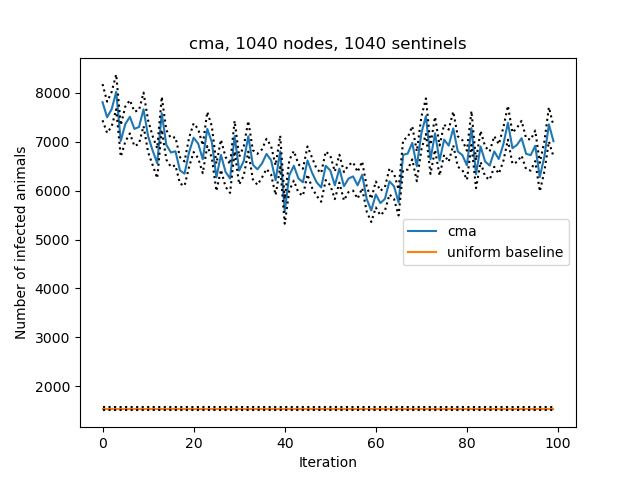 cma, 1040 nodes, 1040 sentinels
Number of infected animals
8000
7000
6000
5000
4000
3000
2000
cma
uniform baseline
0
20
40
60
80
100
Iteration